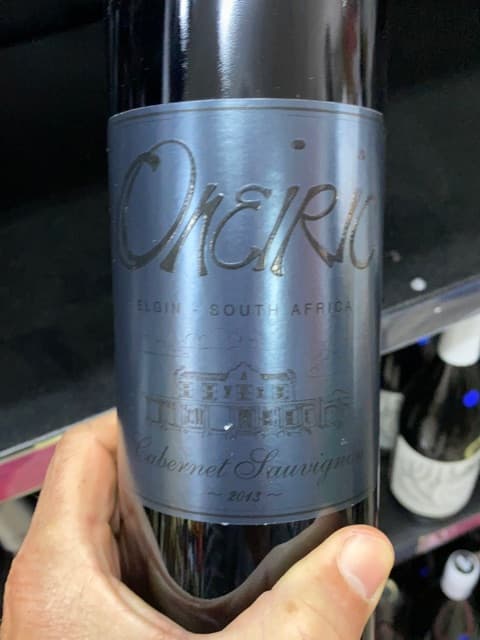 ONEIRIC
ELGIN - SOUTH AFRICA
Cabernet Sauvignon
~ 2013 ~